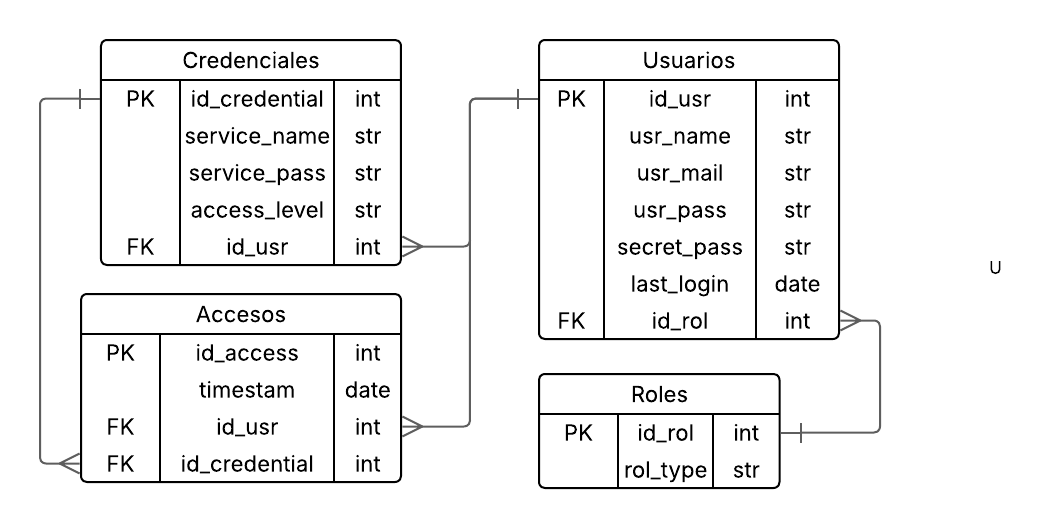 Credenciales
PK id_credential int
service_name str
service_pass str
access_level str
FK id_usr int
Accesos
PK id_access int
timestam date
FK id_usr int
FK id_credential int
Usuarios
PK id_usr int
usr_name str
usr_mail str
usr_pass str
secret_pass str
last_login date
FK id_rol int
Roles
PK id_rol int
rol_type str
U